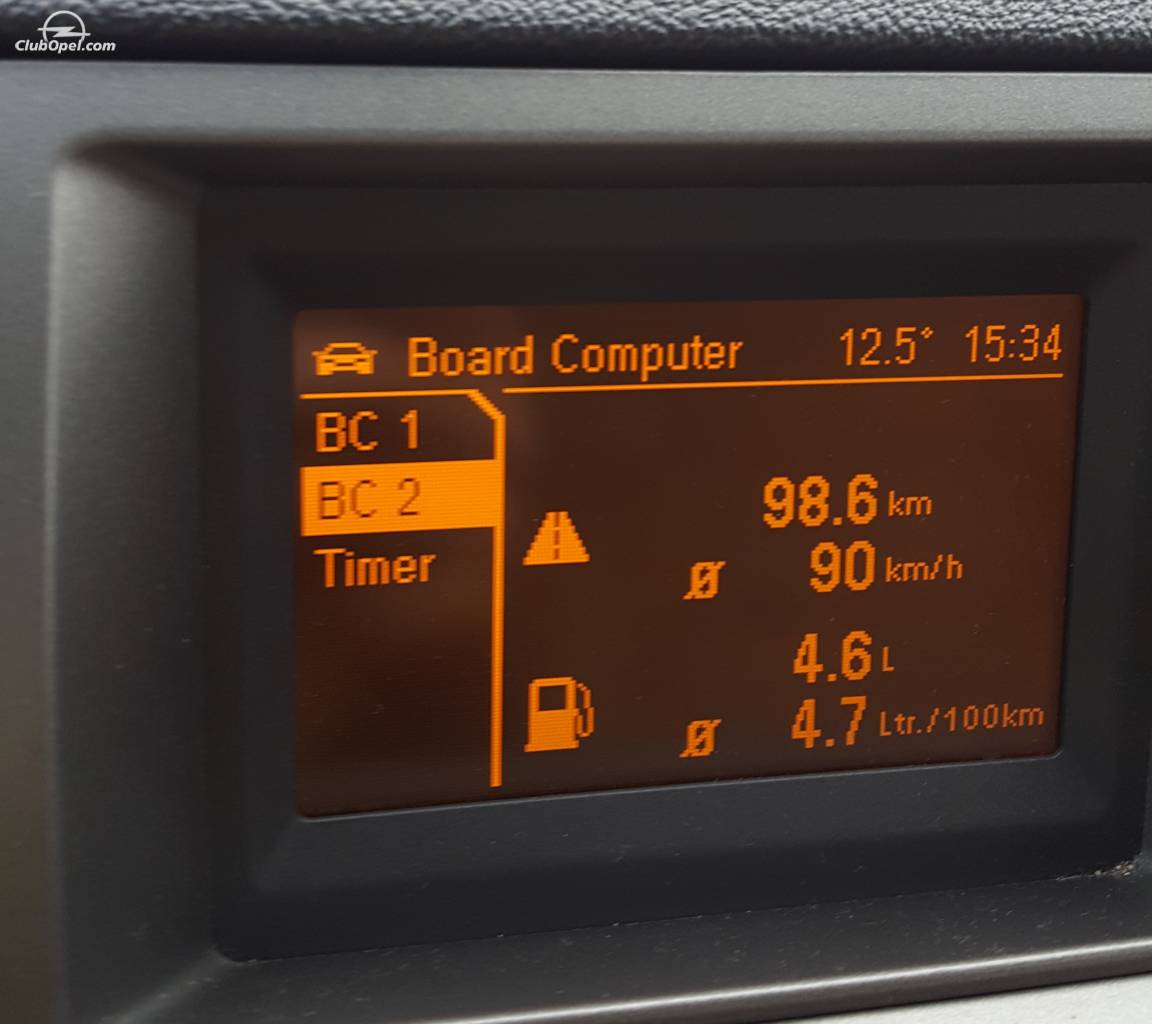 ClubOpel.com
Board Computer 12.5° 15:34
BC 1
BC 2
Timer
98.6 km
Ø 90 km/h
4.6 L
Ø 4.7 Ltr./100km